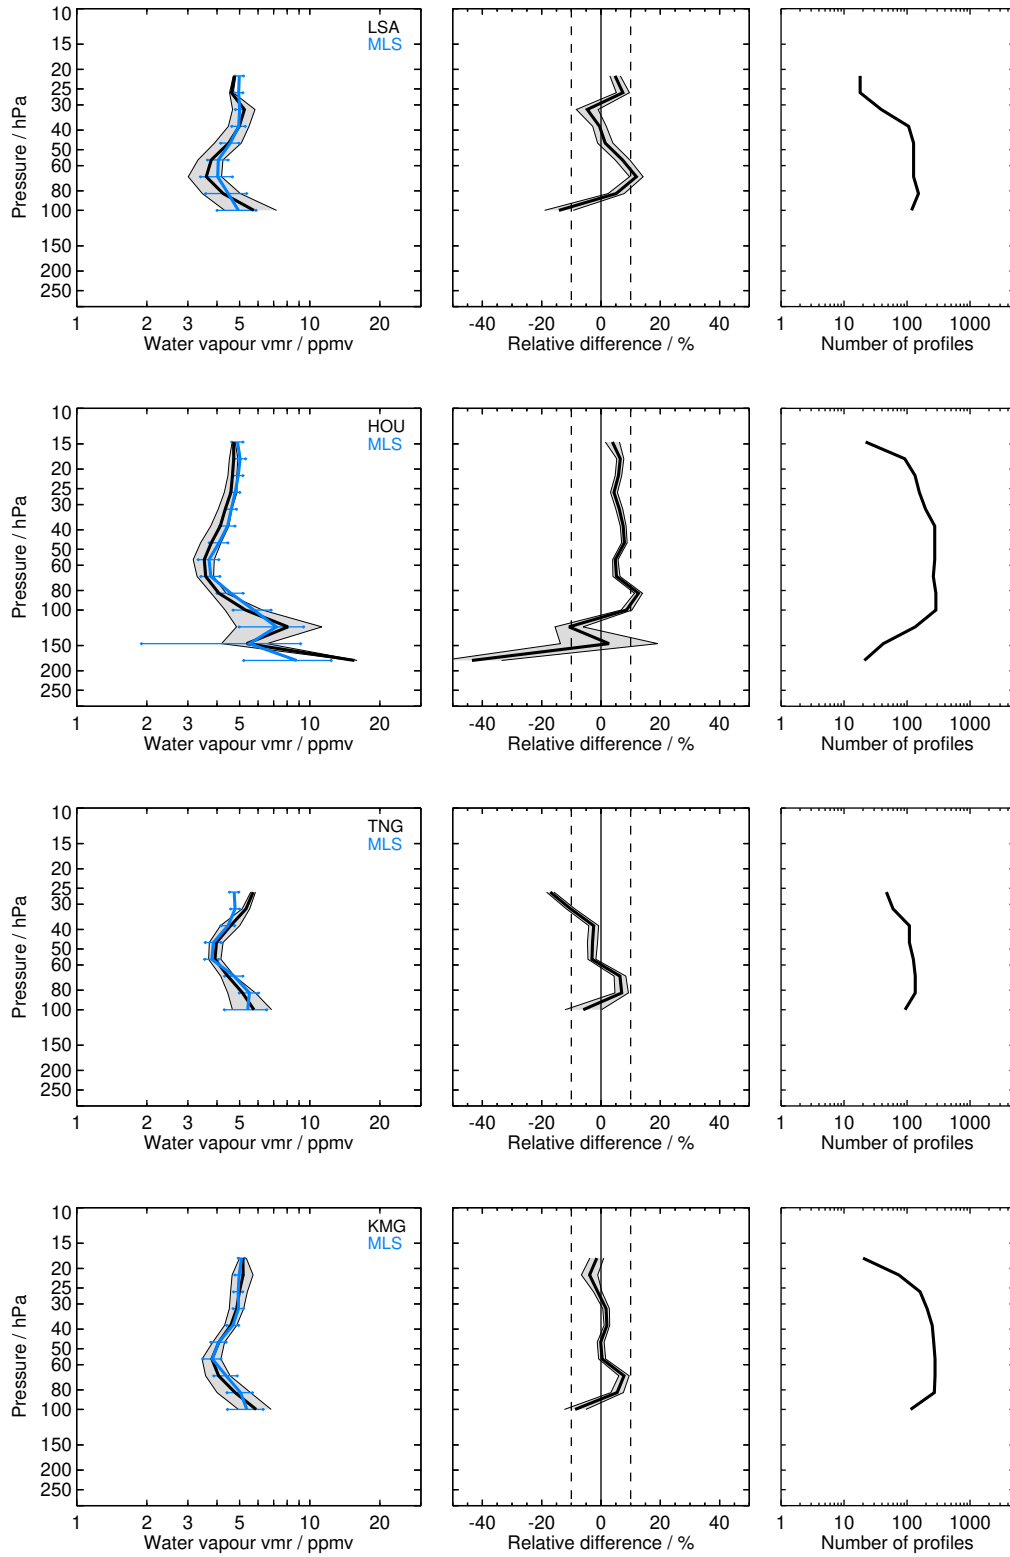 10
15
20
25
30
40
50
60
80
100
150
200
250
Pressure / hPa
LSA
MLS
1 2 3 5 10 20
Water vapour vmr / ppmv
-40 -20 0 20 40
Relative difference / %
1 10 100 1000
Number of profiles
10
15
20
25
30
40
50
60
80
100
150
200
250
Pressure / hPa
HOU
MLS
1 2 3 5 10 20
Water vapour vmr / ppmv
-40 -20 0 20 40
Relative difference / %
1 10 100 1000
Number of profiles
10
15
20
25
30
40
50
60
80
100
150
200
250
Pressure / hPa
TNG
MLS
1 2 3 5 10 20
Water vapour vmr / ppmv
-40 -20 0 20 40
Relative difference / %
1 10 100 1000
Number of profiles
10
15
20
25
30
40
50
60
80
100
150
200
250
Pressure / hPa
KMG
MLS
1 2 3 5 10 20
Water vapour vmr / ppmv
-40 -20 0 20 40
Relative difference / %
1 10 100 1000
Number of profiles